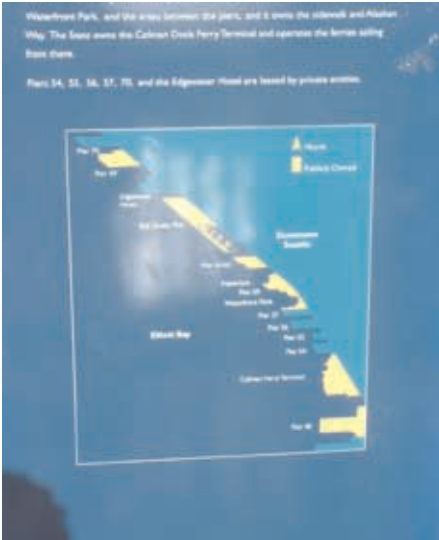 Waterfront Park, and the areas between the piers, and it owns the sidewalk and Alaskan
Way. The State owns the Colman Dock Ferry Terminal and operates the ferries sailing
from there.
Piers 54, 55, 56, 57, 70, and the Edgewater Hotel are leased by private entities.
North
Publicly Owned
Pier 70
Pier 69
Edgewater
Hotel
Bell Street Pier
Downtown
Seattle
Aquarium
Pier 59
Waterfront Park
Pier 57
Pier 56
Pier 55
Pier 54
Elliott Bay
Colman Ferry Terminal
Pier 48